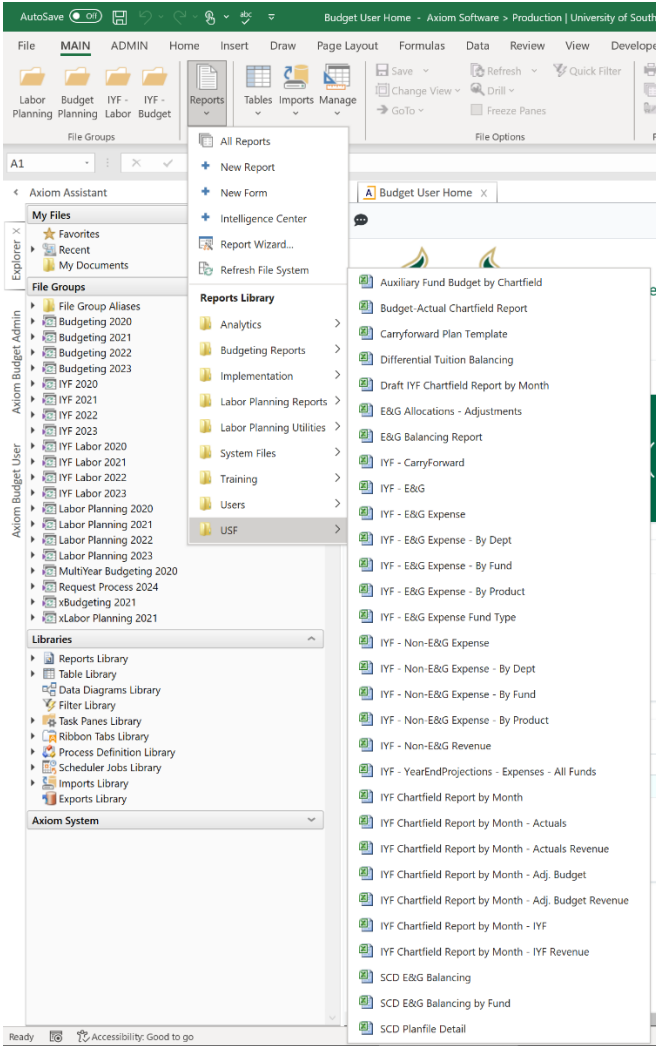 AutoSave Off Budget User Home - Axiom Software > Production | University of South
File MAIN ADMIN Home Insert Draw Page Layout Formulas Data Review View Develope
Labor Planning
Budget Planning
IYF - Labor
IYF - Budget
File Groups
Reports
Tables Imports Manage
Save
Change View
GoTo
Refresh
Drill
Freeze Panes
Quick Filter
File Options
A1
Axiom Assistant
Budget User Home
Explorer
Axiom Budget Admin
Axiom Budget User
My Files
Favorites
Recent
My Documents
File Groups
File Group Aliases
Budgeting 2020
Budgeting 2021
Budgeting 2022
Budgeting 2023
IYF 2020
IYF 2021
IYF 2022
IYF 2023
IYF Labor 2020
IYF Labor 2021
IYF Labor 2022
IYF Labor 2023
Labor Planning 2020
Labor Planning 2021
Labor Planning 2022
Labor Planning 2023
MultiYear Budgeting 2020
Request Process 2024
xBudgeting 2021
xLabor Planning 2021
Libraries
Reports Library
Table Library
Data Diagrams Library
Filter Library
Task Panes Library
Ribbon Tabs Library
Process Definition Library
Scheduler Jobs Library
Imports Library
Exports Library
Axiom System
All Reports
New Report
New Form
Intelligence Center
Report Wizard...
Refresh File System
Reports Library
Analytics
Budgeting Reports
Implementation
Labor Planning Reports
Labor Planning Utilities
System Files
Training
Users
USF
Auxiliary Fund Budget by Chartfield
Budget-Actual Chartfield Report
Carryforward Plan Template
Differential Tuition Balancing
Draft IYF Chartfield Report by Month
E&G Allocations - Adjustments
E&G Balancing Report
IYF - CarryForward
IYF - E&G
IYF - E&G Expense
IYF - E&G Expense - By Dept
IYF - E&G Expense - By Fund
IYF - E&G Expense - By Product
IYF - E&G Expense Fund Type
IYF - Non-E&G Expense
IYF - Non-E&G Expense - By Dept
IYF - Non-E&G Expense - By Fund
IYF - Non-E&G Expense - By Product
IYF - Non-E&G Revenue
IYF - YearEndProjections - Expenses - All Funds
IYF Chartfield Report by Month
IYF Chartfield Report by Month - Actuals
IYF Chartfield Report by Month - Actuals Revenue
IYF Chartfield Report by Month - Adj. Budget
IYF Chartfield Report by Month - Adj. Budget Revenue
IYF Chartfield Report by Month - IYF
IYF Chartfield Report by Month - IYF Revenue
SCD E&G Balancing
SCD E&G Balancing by Fund
SCD Planfile Detail
Ready Accessibility: Good to go